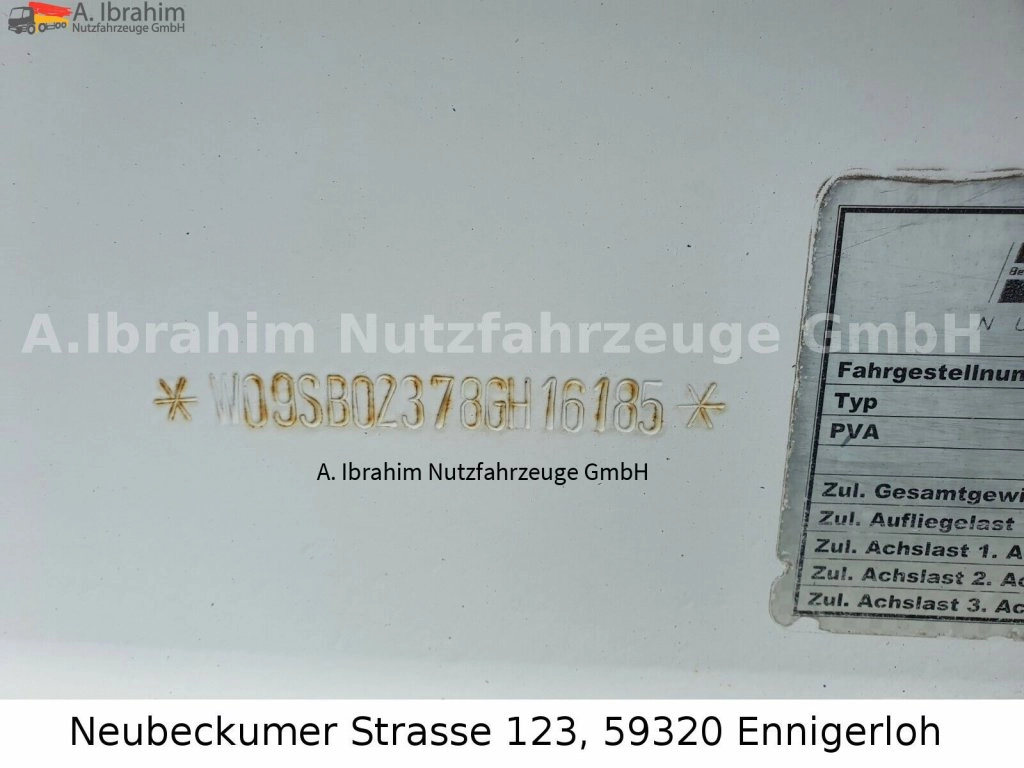 A. Ibrahim
Nutzfahrzeuge GmbH
A.Ibrahim Nutzfahrzeuge GmbH
* W09SB02378GH16185 *
A. Ibrahim Nutzfahrzeuge GmbH
Fahrgestellnum
Typ
PVA
Zul. Gesamtgewi
Zul. Aufliegelast
Zul. Achslast 1. A
Zul. Achslast 2. Ac
Zul. Achslast 3. Ac
Neubeckumer Strasse 123, 59320 Ennigerloh